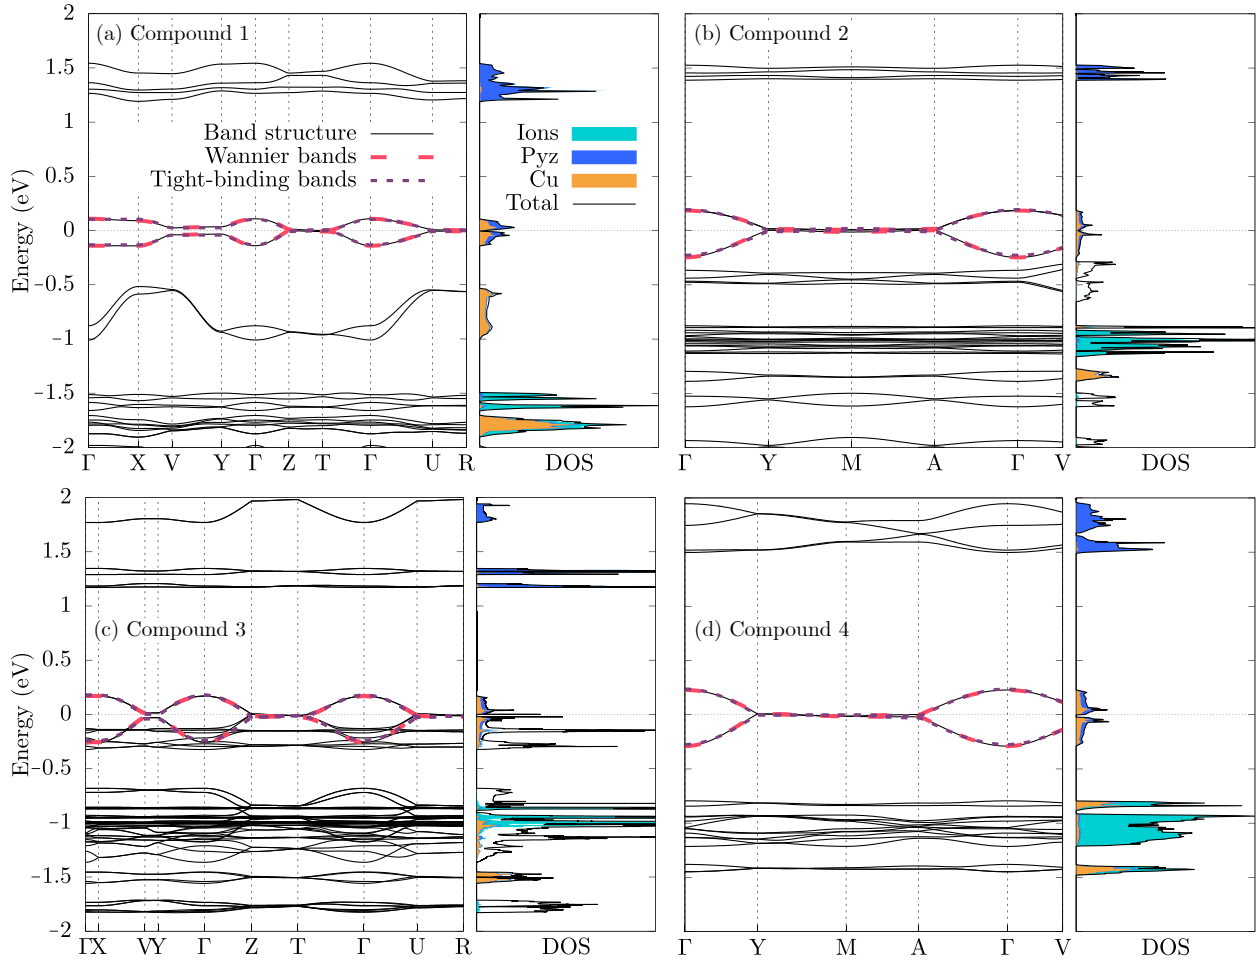 (a) Compound 1
(b) Compound 2
2
1.5
1
0.5
0
−0.5
−1
−1.5
−2
Energy (eV)
Band structure
Wannier bands
Tight-binding bands
Ions
Pyz
Cu
Total
Γ X V Y Γ Z T Γ U R
DOS
Γ Y M A Γ V
DOS
(c) Compound 3
(d) Compound 4
2
1.5
1
0.5
0
−0.5
−1
−1.5
−2
Energy (eV)
Γ X V Y Γ Z T Γ U R
DOS
Γ Y M A Γ V
DOS